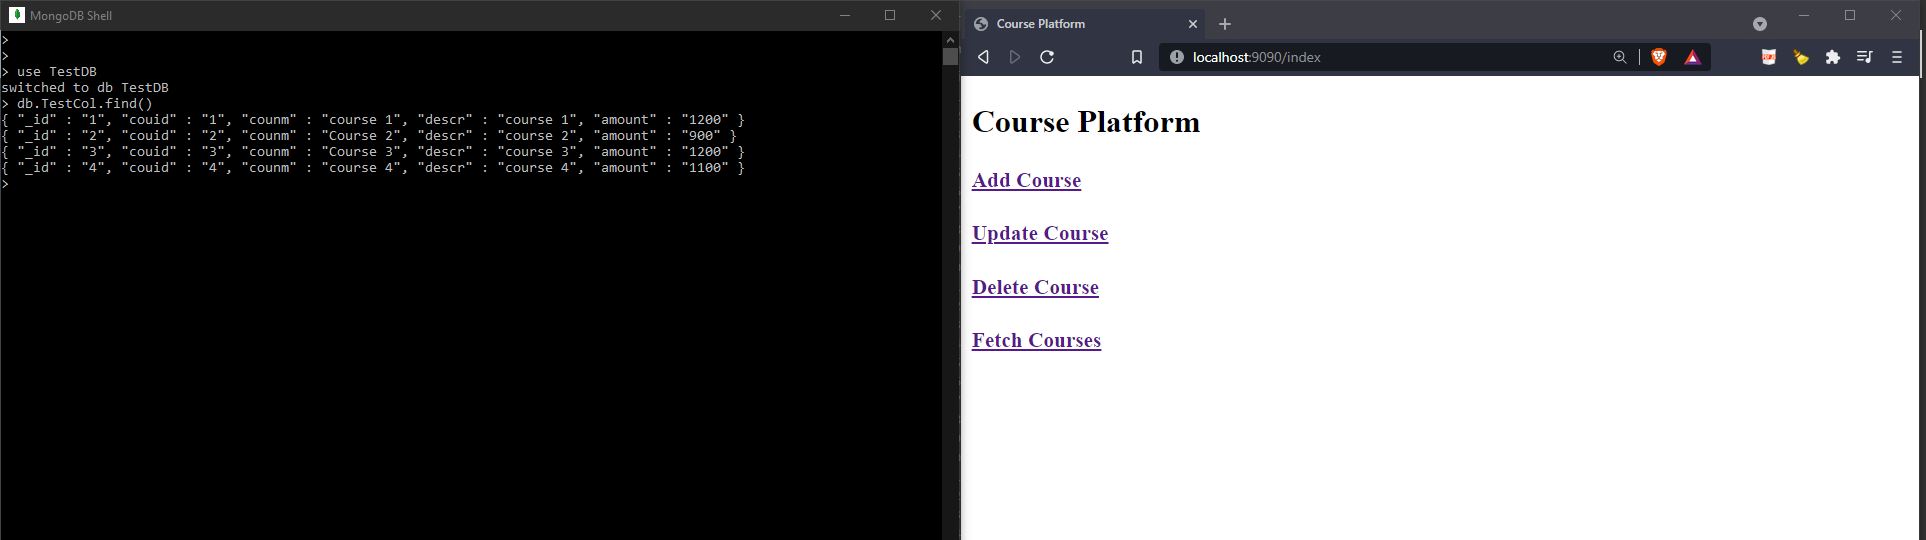 MongoDB Shell
>
>
> use TestDB
switched to db TestDB
> db.TestCol.find()
{ "_id" : "1", "couid" : "1", "counm" : "course 1", "descr" : "course 1", "amount" : "1200" }
{ "_id" : "2", "couid" : "2", "counm" : "Course 2", "descr" : "course 2", "amount" : "900" }
{ "_id" : "3", "couid" : "3", "counm" : "Course 3", "descr" : "course 3", "amount" : "1200" }
{ "_id" : "4", "couid" : "4", "counm" : "course 4", "descr" : "course 4", "amount" : "1100" }
>
Course Platform
localhost:9090/index
Course Platform
Add Course
Update Course
Delete Course
Fetch Courses